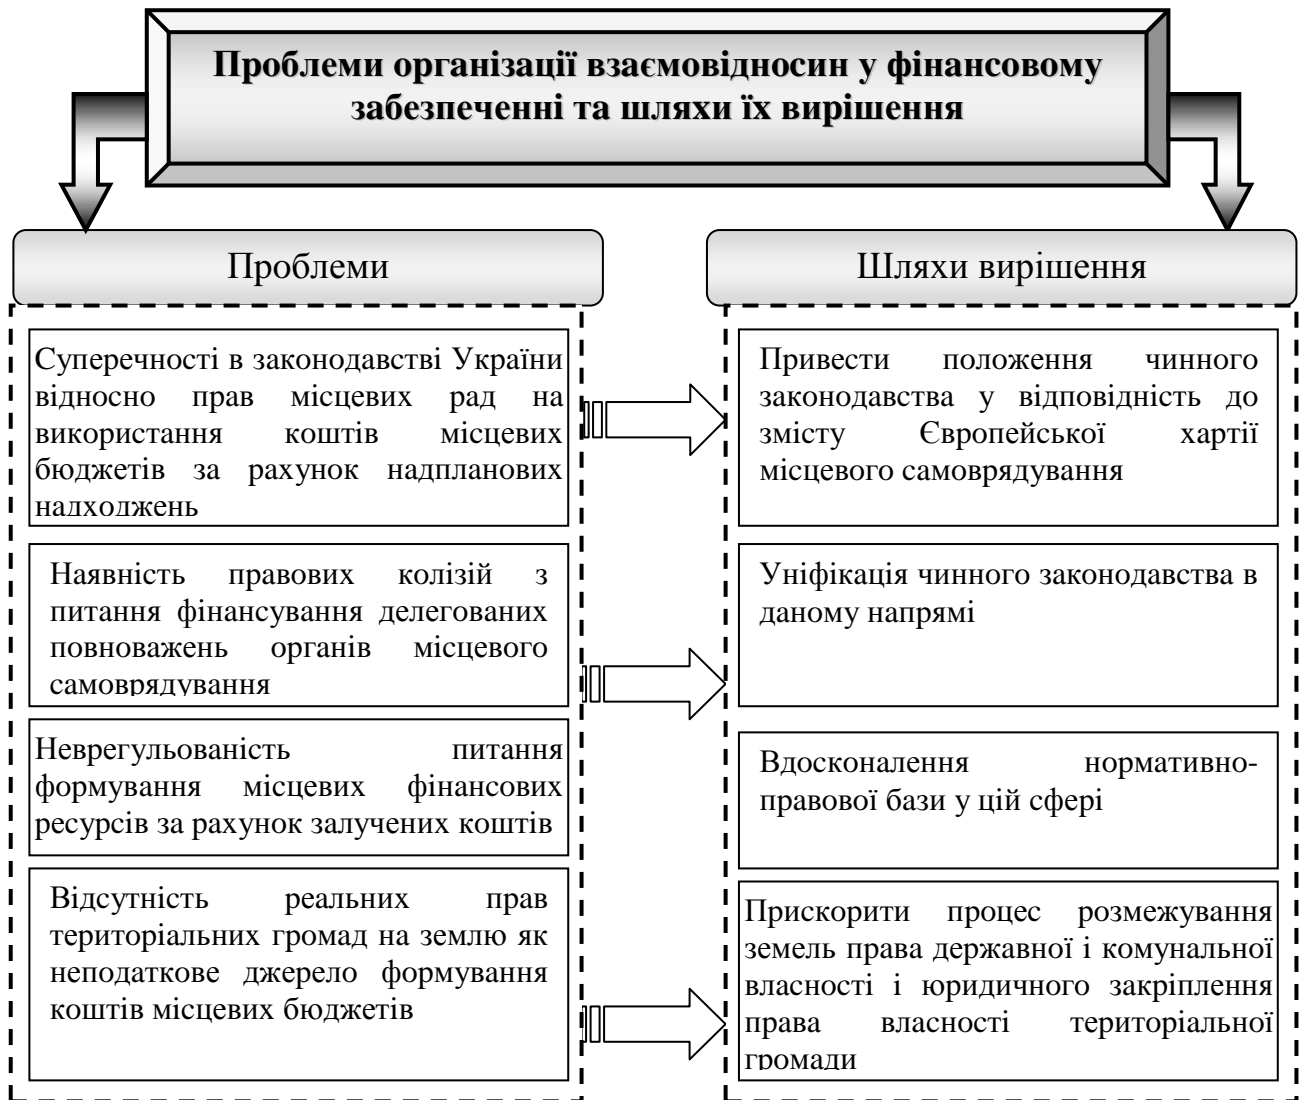 Проблеми організації взаємовідносин у фінансовому
забезпеченні та шляхи їх вирішення
Проблеми
Суперечності в законодавстві України
відносно прав місцевих рад на
використання коштів місцевих
бюджетів за рахунок надпланових
надходжень
Наявність правових колізій з
питання фінансування делегованих
повноважень органів місцевого
самоврядування
Неврегульованість питання
формування місцевих фінансових
ресурсів за рахунок залучених коштів
Відсутність реальних прав
територіальних громад на землю як
неподаткове джерело формування
коштів місцевих бюджетів
Шляхи вирішення
Привести положення чинного
законодавства у відповідність до
змісту Європейської хартії
місцевого самоврядування
Уніфікація чинного законодавства в
даному напрямі
Вдосконалення нормативно-
правової бази у цій сфері
Прискорити процес розмежування
земель права державної і комунальної
власності і юридичного закріплення
права власності територіальної
громади